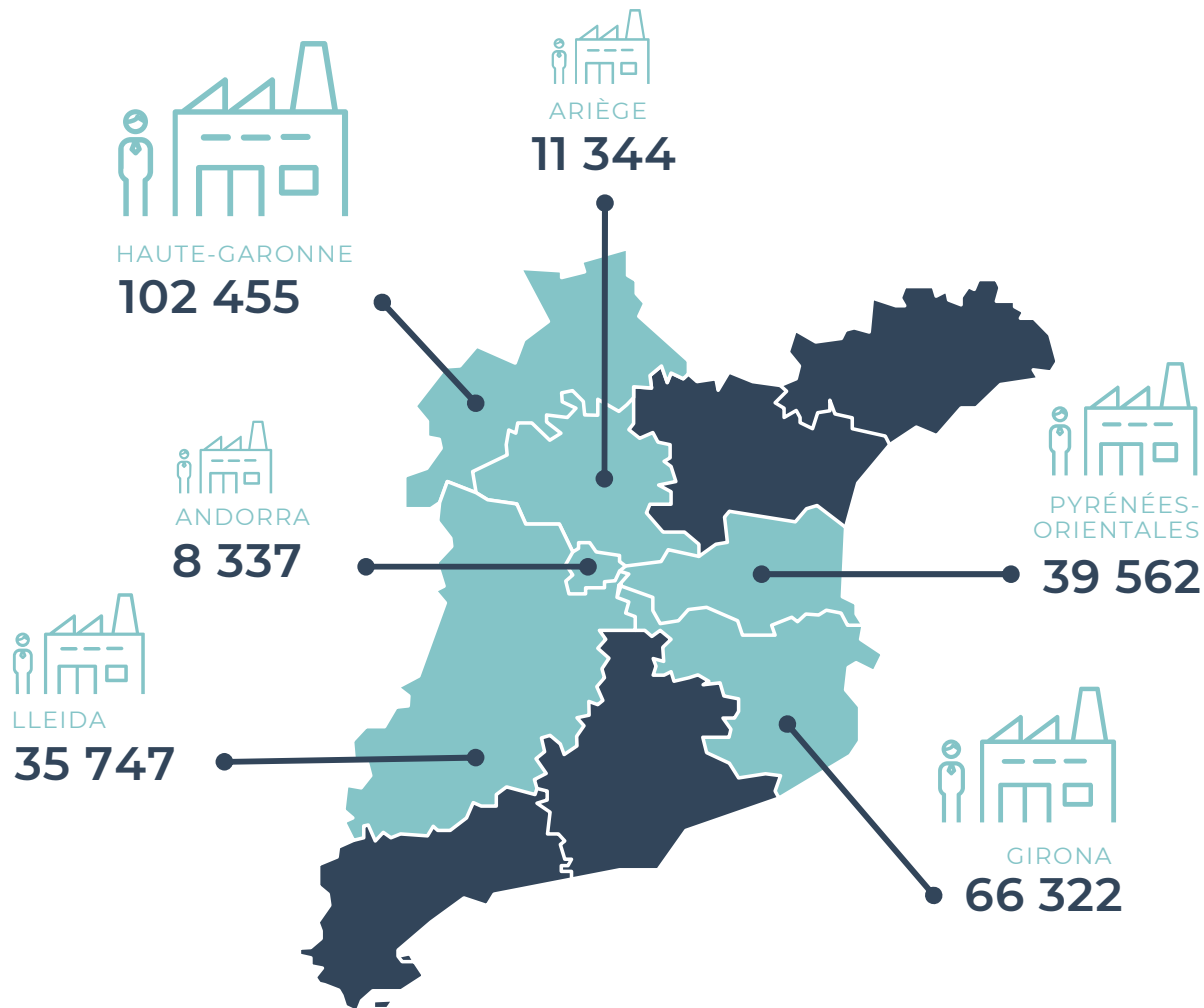 ARIÈGE
11 344
HAUTE-GARONNE
102 455
ANDORRA
8 337
PYRÉNÉES-
ORIENTALES
39 562
LLEIDA
35 747
GIRONA
66 322